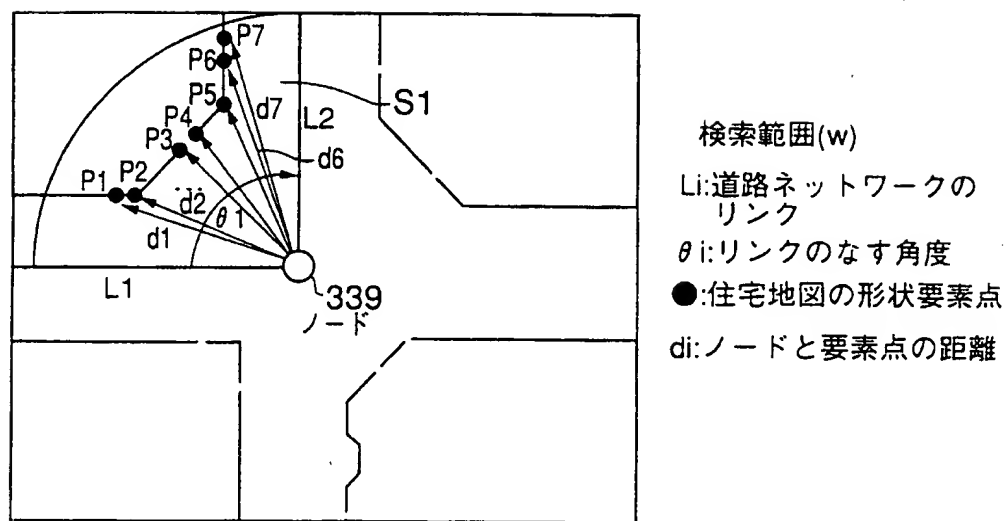 P7
P6
P5
P4
P3
P1 P2
d7
L2
S1
d6
d2
d1
θ1
L1
339
ノード
検索範囲(w)
Li:道路ネットワークの
リンク
θi:リンクのなす角度
●:住宅地図の形状要素点
di:ノードと要素点の距離